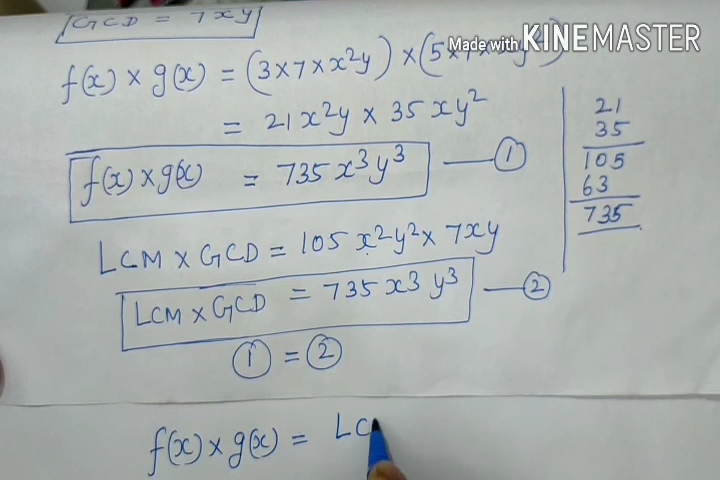 GCD = 7xy
f(x) × g(x) = (3×7×x²y) × (5×
= 21x²y × 35xy²
f(x) × g(x) = 735x³y³ — ①
LCM × GCD = 105x²y² × 7xy
LCM × GCD = 735x³y³ — ②
① = ②
f(x) × g(x) = LC
21
35
105
63
735
Made with KINEMASTER